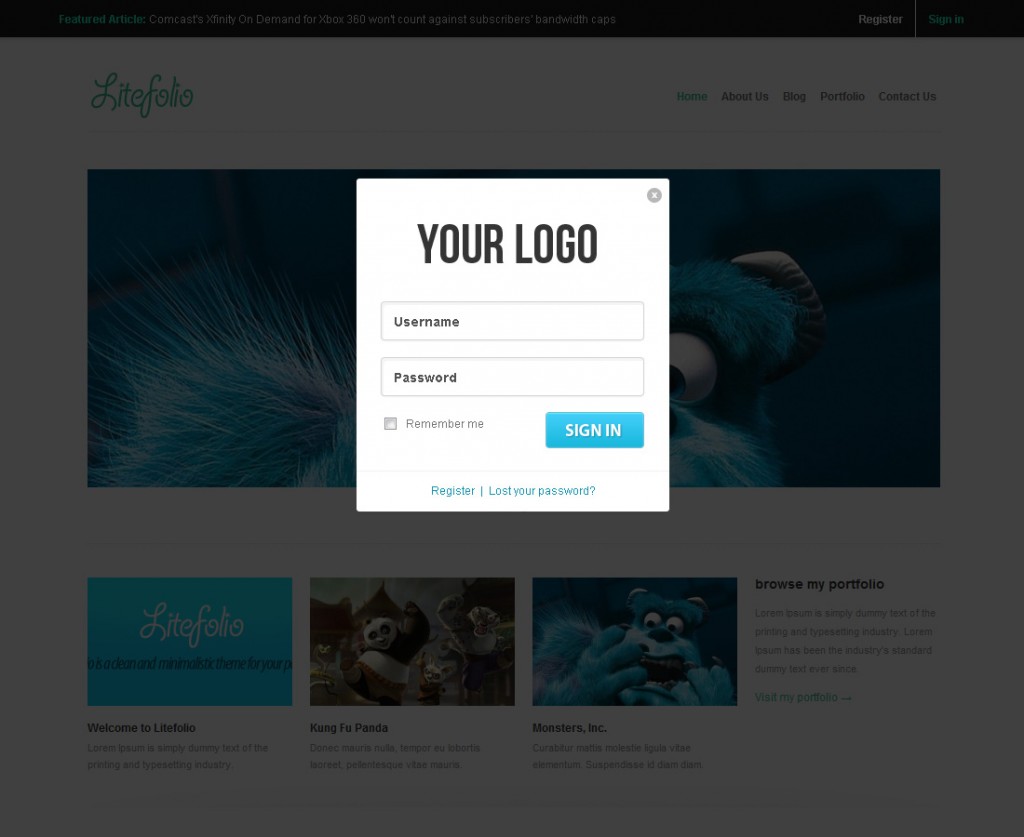 Featured Article: Comcast's Xfinity On Demand for Xbox 360 won't count against subscribers' bandwidth caps
Register
Sign in
Litefolio
Home About Us Blog Portfolio Contact Us
YOUR LOGO
Username
Password
Remember me
SIGN IN
Register | Lost your password?
Litefolio
o is a clean and minimalistic theme for your p
Welcome to Litefolio
Lorem Ipsum is simply dummy text of the
printing and typesetting industry.
Kung Fu Panda
Donec mauris nulla, tempor eu lobortis
laoreet, pellentesque vitae mauris.
Monsters, Inc.
Curabitur mattis molestie ligula vitae
elementum. Suspendisse id diam diam.
browse my portfolio
Lorem Ipsum is simply dummy text of the
printing and typesetting industry. Lorem
Ipsum has been the industry's standard
dummy text ever since.
Visit my portfolio →